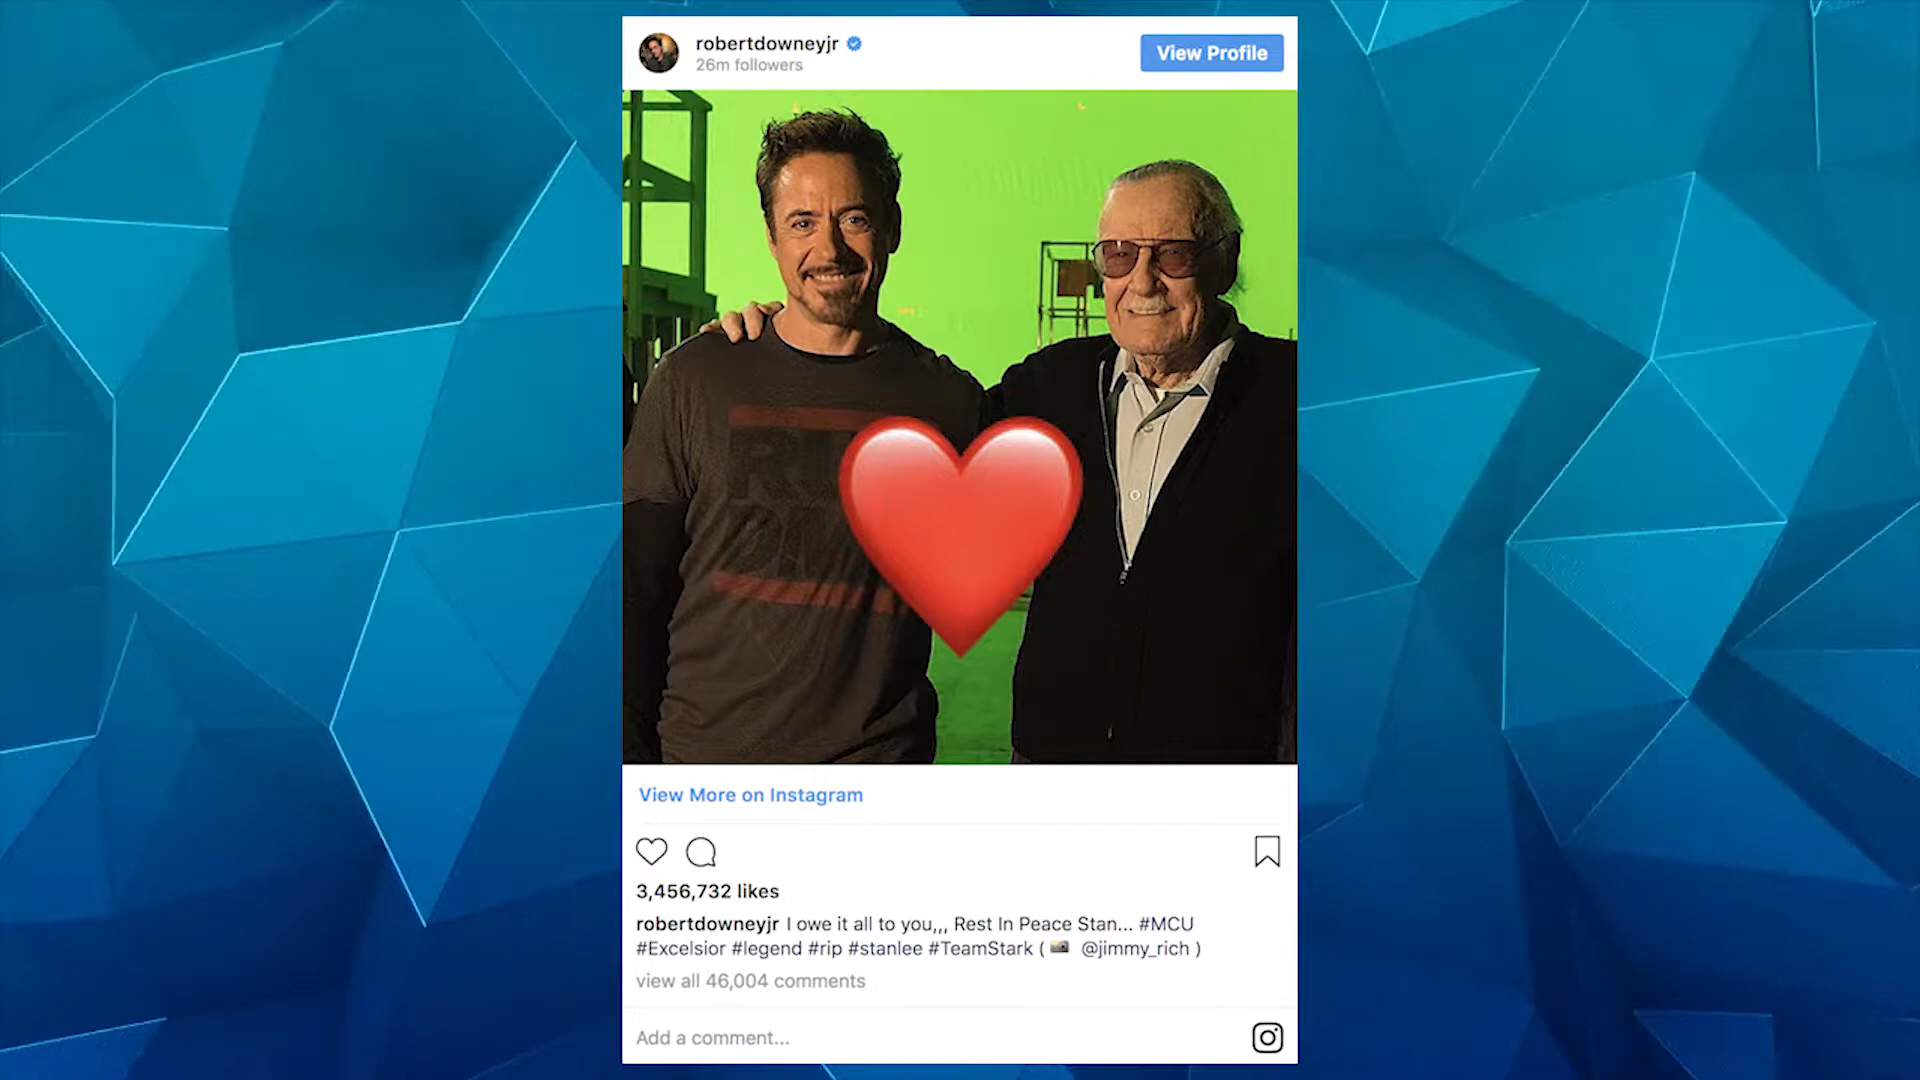 robertdowneyjr
26m followers
View Profile
View More on Instagram
3,456,732 likes
robertdowneyjr I owe it all to you,,, Rest In Peace Stan... #MCU
#Excelsior #legend #rip #stanlee #TeamStark ( 📸 @jimmy_rich )
view all 46,004 comments
Add a comment...